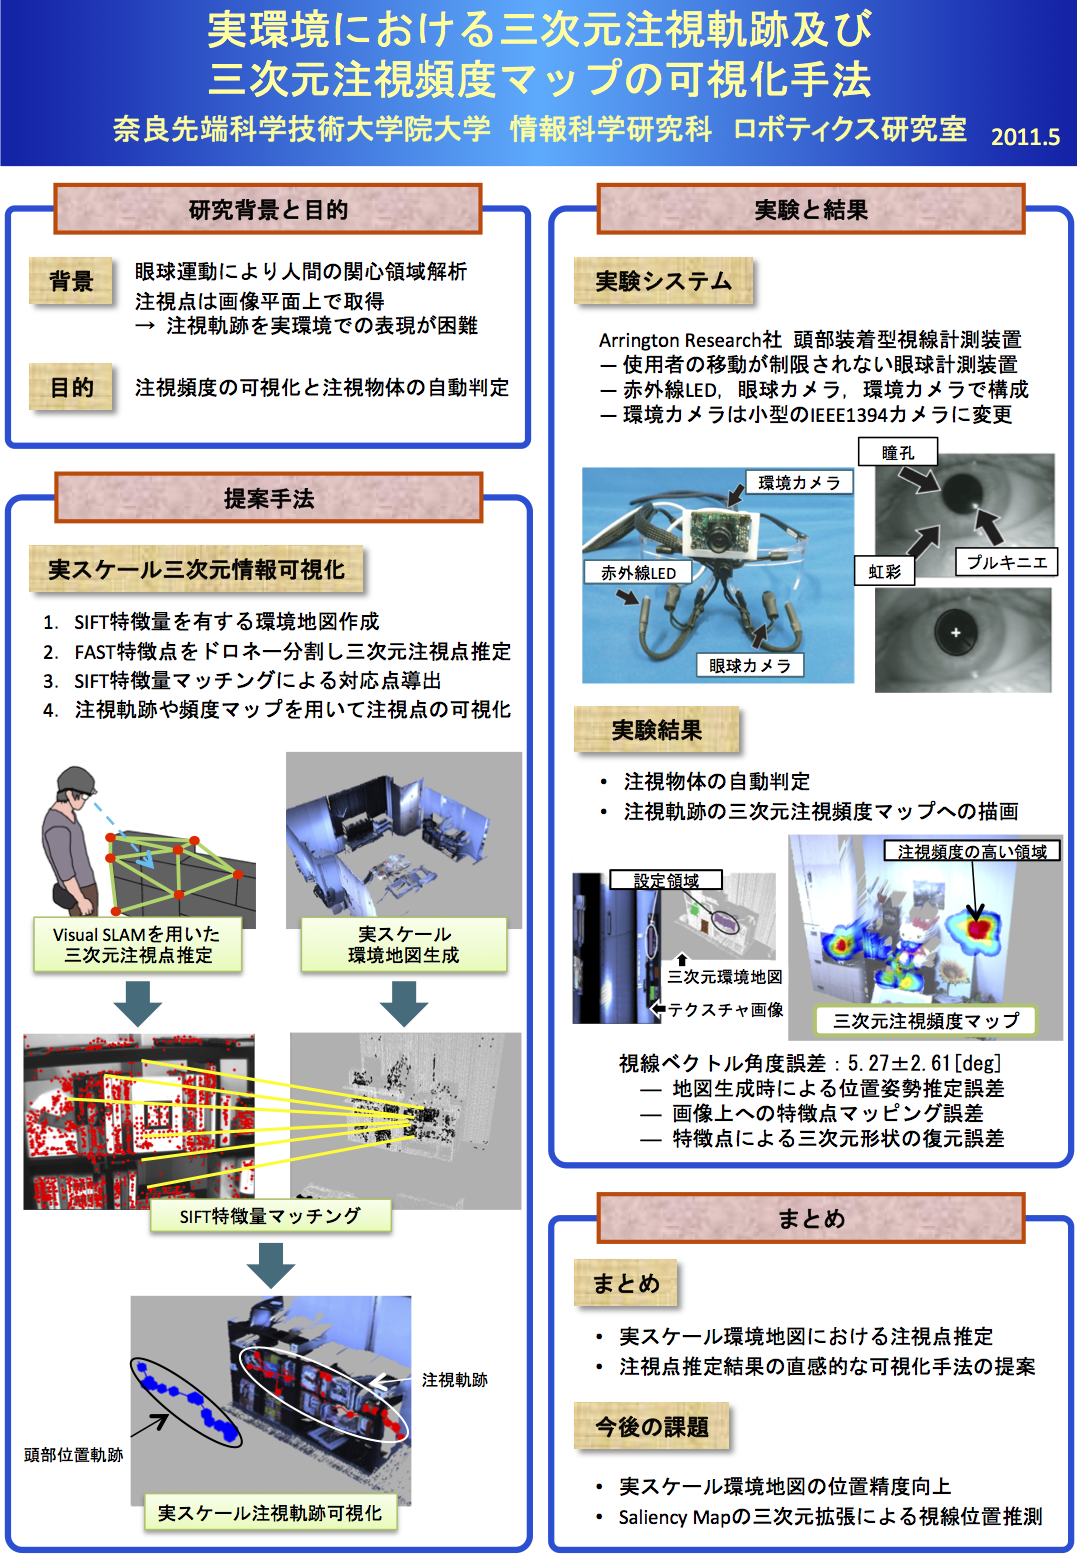 実環境における三次元注視軌跡及び
三次元注視頻度マップの可視化手法
奈良先端科学技術大学院大学 情報科学研究科 ロボティクス研究室 2011.5
研究背景と目的
背景
眼球運動により人間の関心領域解析
注視点は画像平面上で取得
→ 注視軌跡を実環境での表現が困難
目的
注視頻度の可視化と注視物体の自動判定
提案手法
実スケール三次元情報可視化
1. SIFT特徴量を有する環境地図作成
2. FAST特徴点をドロネー分割し三次元注視点推定
3. SIFT特徴量マッチングによる対応点導出
4. 注視軌跡や頻度マップを用いて注視点の可視化
Visual SLAMを用いた
三次元注視点推定
実スケール
環境地図生成
SIFT特徴量マッチング
注視軌跡
頭部位置軌跡
実スケール注視軌跡可視化
実験と結果
実験システム
Arrington Research社 頭部装着型視線計測装置
― 使用者の移動が制限されない眼球計測装置
― 赤外線LED，眼球カメラ，環境カメラで構成
― 環境カメラは小型のIEEE1394カメラに変更
環境カメラ
赤外線LED
眼球カメラ
瞳孔
虹彩
プルキニエ
実験結果
• 注視物体の自動判定
• 注視軌跡の三次元注視頻度マップへの描画
設定領域
三次元環境地図
テクスチャ画像
注視頻度の高い領域
三次元注視頻度マップ
視線ベクトル角度誤差：5.27±2.61[deg]
― 地図生成時による位置姿勢推定誤差
― 画像上への特徴点マッピング誤差
― 特徴点による三次元形状の復元誤差
まとめ
まとめ
• 実スケール環境地図における注視点推定
• 注視点推定結果の直感的な可視化手法の提案
今後の課題
• 実スケール環境地図の位置精度向上
• Saliency Mapの三次元拡張による視線位置推測